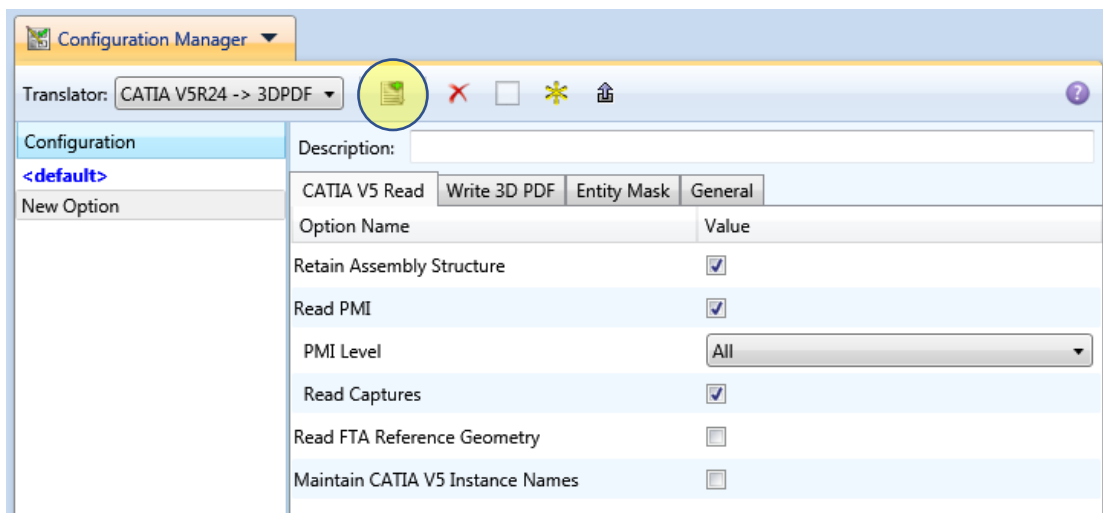 Configuration Manager
Translator: CATIA V5R24 -> 3DPDF
?
Configuration
Description:
<default>
CATIA V5 Read Write 3D PDF Entity Mask General
New Option
Option Name Value
Retain Assembly Structure
Read PMI
PMI Level All
Read Captures
Read FTA Reference Geometry
Maintain CATIA V5 Instance Names